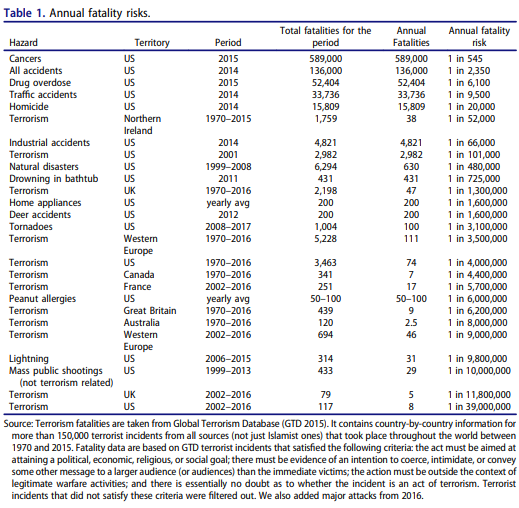 Table 1. Annual fatality risks.
Total fatalities for the Annual Annual fatality
Hazard Territory Period period Fatalities risk
Cancers US 2015 589,000 589,000 1 in 545
All accidents US 2014 136,000 136,000 1 in 2,350
Drug overdose US 2015 52,404 52,404 1 in 6,100
Traffic accidents US 2014 33,736 33,736 1 in 9,500
Homicide US 2014 15,809 15,809 1 in 20,000
Terrorism Northern 1970–2015 1,759 38 1 in 52,000
Ireland
Industrial accidents US 2014 4,821 4,821 1 in 66,000
Terrorism US 2001 2,982 2,982 1 in 101,000
Natural disasters US 1999–2008 6,294 630 1 in 480,000
Drowning in bathtub US 2011 431 431 1 in 725,000
Terrorism UK 1970–2016 2,198 47 1 in 1,300,000
Home appliances US yearly avg 200 200 1 in 1,600,000
Deer accidents US 2012 200 200 1 in 1,600,000
Tornadoes US 2008–2017 1,004 100 1 in 3,100,000
Terrorism Western 1970–2016 5,228 111 1 in 3,500,000
Europe
Terrorism US 1970–2016 3,463 74 1 in 4,000,000
Terrorism Canada 1970–2016 341 7 1 in 4,400,000
Terrorism France 2002–2016 251 17 1 in 5,700,000
Peanut allergies US yearly avg 50–100 50–100 1 in 6,000,000
Terrorism Great Britain 1970–2016 439 9 1 in 6,200,000
Terrorism Australia 1970–2016 120 2.5 1 in 8,000,000
Terrorism Western 2002–2016 694 46 1 in 9,000,000
Europe
Lightning US 2006–2015 314 31 1 in 9,800,000
Mass public shootings US 1999–2013 433 29 1 in 10,000,000
(not terrorism related)
Terrorism UK 2002–2016 79 5 1 in 11,800,000
Terrorism US 2002–2016 117 8 1 in 39,000,000
Source: Terrorism fatalities are taken from Global Terrorism Database (GTD 2015). It contains country-by-country information for
more than 150,000 terrorist incidents from all sources (not just Islamist ones) that took place throughout the world between
1970 and 2015. Fatality data are based on GTD terrorist incidents that satisfied the following criteria: the act must be aimed at
attaining a political, economic, religious, or social goal; there must be evidence of an intention to coerce, intimidate, or convey
some other message to a larger audience (or audiences) than the immediate victims; the action must be outside the context of
legitimate warfare activities; and there is essentially no doubt as to whether the incident is an act of terrorism. Terrorist
incidents that did not satisfy these criteria were filtered out. We also added major attacks from 2016.